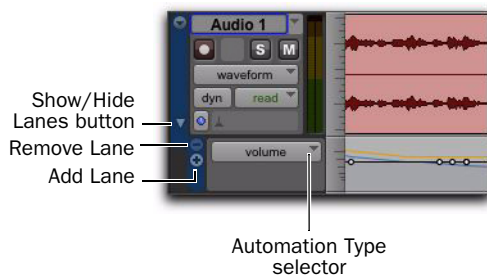 Audio 1
S M
waveform
dyn read
Show/Hide
Lanes button
Remove Lane
Add Lane
volume
Automation Type
selector